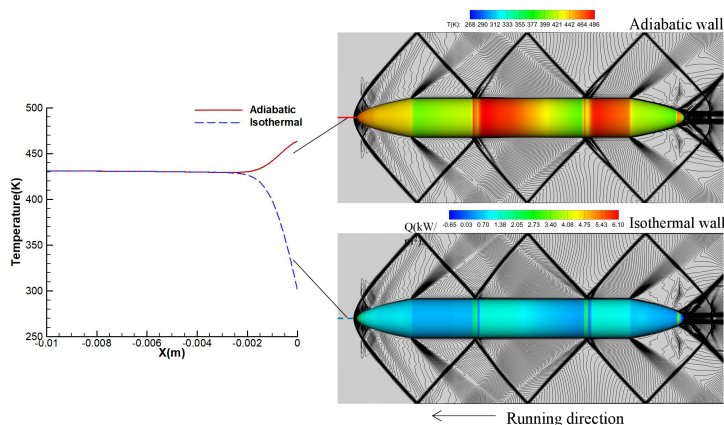 T(K): 268 290 312 333 355 377 399 421 442 464 486
Adiabatic wall
500
450
400
350
300
250
Temperature(K)
Adiabatic
Isothermal
-0.01 -0.008 -0.006 -0.004 -0.002 0
X(m)
Q(kW/
m²)
-0.65 0.03 0.70 1.38 2.05 2.73 3.40 4.08 4.75 5.43 6.10
Isothermal wall
Running direction